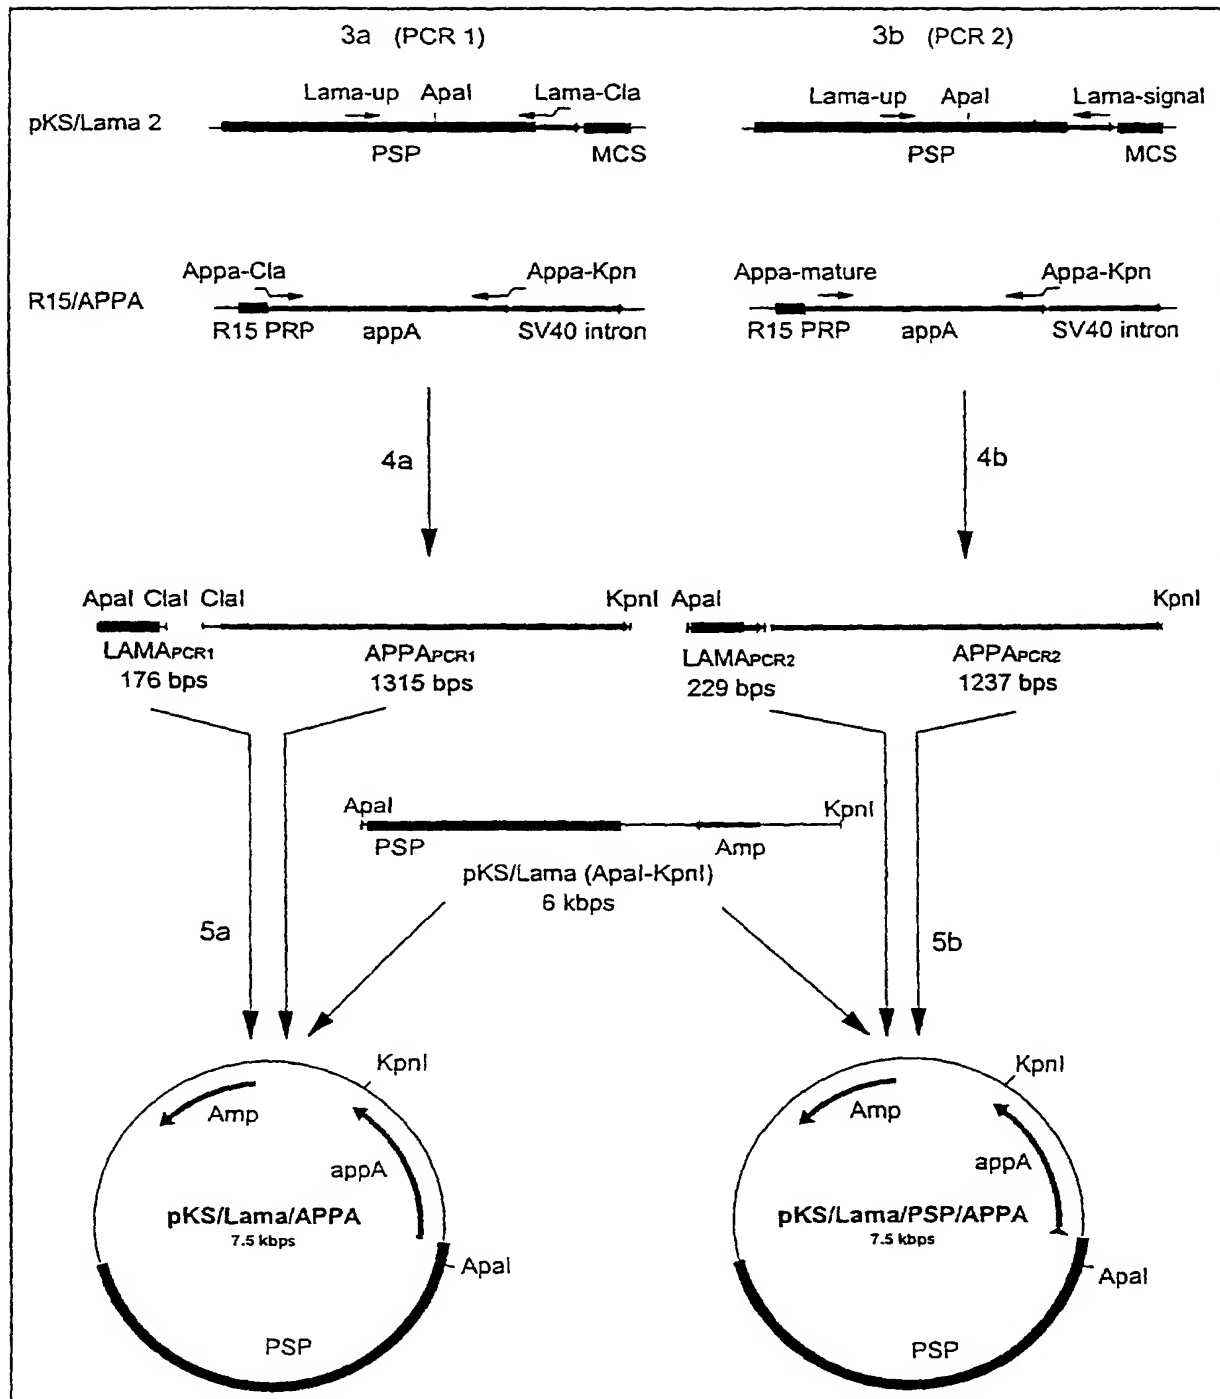 3a (PCR 1)
3b (PCR 2)
Lama-up ApaI Lama-Cla
Lama-up ApaI Lama-signal
pKS/Lama 2
PSP MCS
PSP MCS
Appa-Cla Appa-Kpn
Appa-mature Appa-Kpn
R15/APPA
R15 PRP appA SV40 intron
R15 PRP appA SV40 intron
4a
4b
ApaI ClaI ClaI KpnI
ApaI KpnI
LAMAPCR1 APPAPCR1
176 bps 1315 bps
LAMAPCR2 APPAPCR2
229 bps 1237 bps
ApaI KpnI
PSP Amp
pKS/Lama (ApaI-KpnI)
6 kbps
5a
5b
KpnI
Amp
appA
pKS/Lama/APPA
7.5 kbps
ApaI
PSP
KpnI
Amp
appA
pKS/Lama/PSP/APPA
7.5 kbps
ApaI
PSP